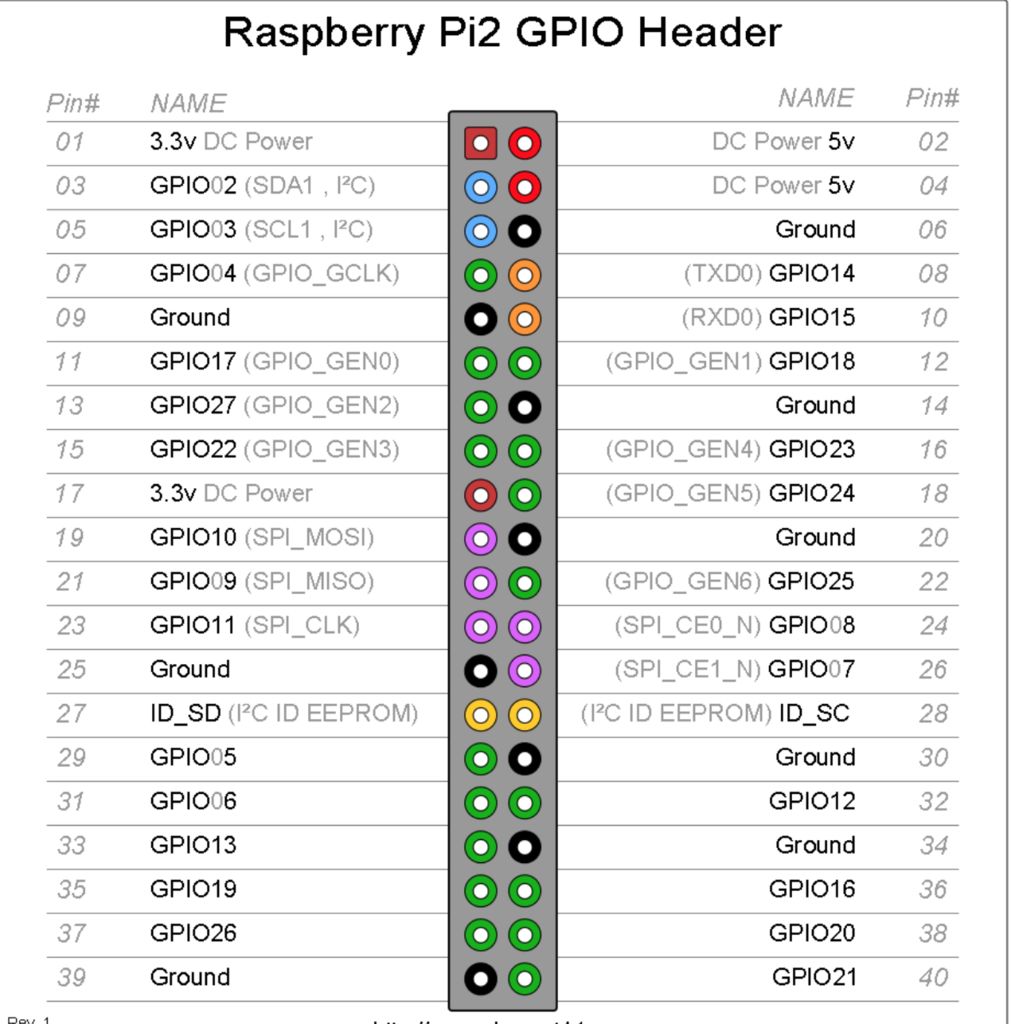 Raspberry Pi2 GPIO Header
Pin# NAME NAME Pin#
01 3.3v DC Power DC Power 5v 02
03 GPIO02 (SDA1 , I²C) DC Power 5v 04
05 GPIO03 (SCL1 , I²C) Ground 06
07 GPIO04 (GPIO_GCLK) (TXD0) GPIO14 08
09 Ground (RXD0) GPIO15 10
11 GPIO17 (GPIO_GEN0) (GPIO_GEN1) GPIO18 12
13 GPIO27 (GPIO_GEN2) Ground 14
15 GPIO22 (GPIO_GEN3) (GPIO_GEN4) GPIO23 16
17 3.3v DC Power (GPIO_GEN5) GPIO24 18
19 GPIO10 (SPI_MOSI) Ground 20
21 GPIO09 (SPI_MISO) (GPIO_GEN6) GPIO25 22
23 GPIO11 (SPI_CLK) (SPI_CE0_N) GPIO08 24
25 Ground (SPI_CE1_N) GPIO07 26
27 ID_SD (I²C ID EEPROM) (I²C ID EEPROM) ID_SC 28
29 GPIO05 Ground 30
31 GPIO06 GPIO12 32
33 GPIO13 Ground 34
35 GPIO19 GPIO16 36
37 GPIO26 GPIO20 38
39 Ground GPIO21 40
Rev. 1